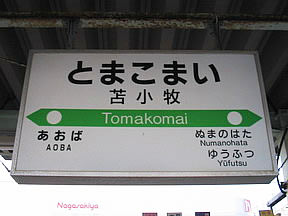 とまこまい
苫小牧
Tomakomai
あおば
AOBA
ぬまのはた
Numanohata
ゆうふつ
Yūfutsu
Nagasakiya